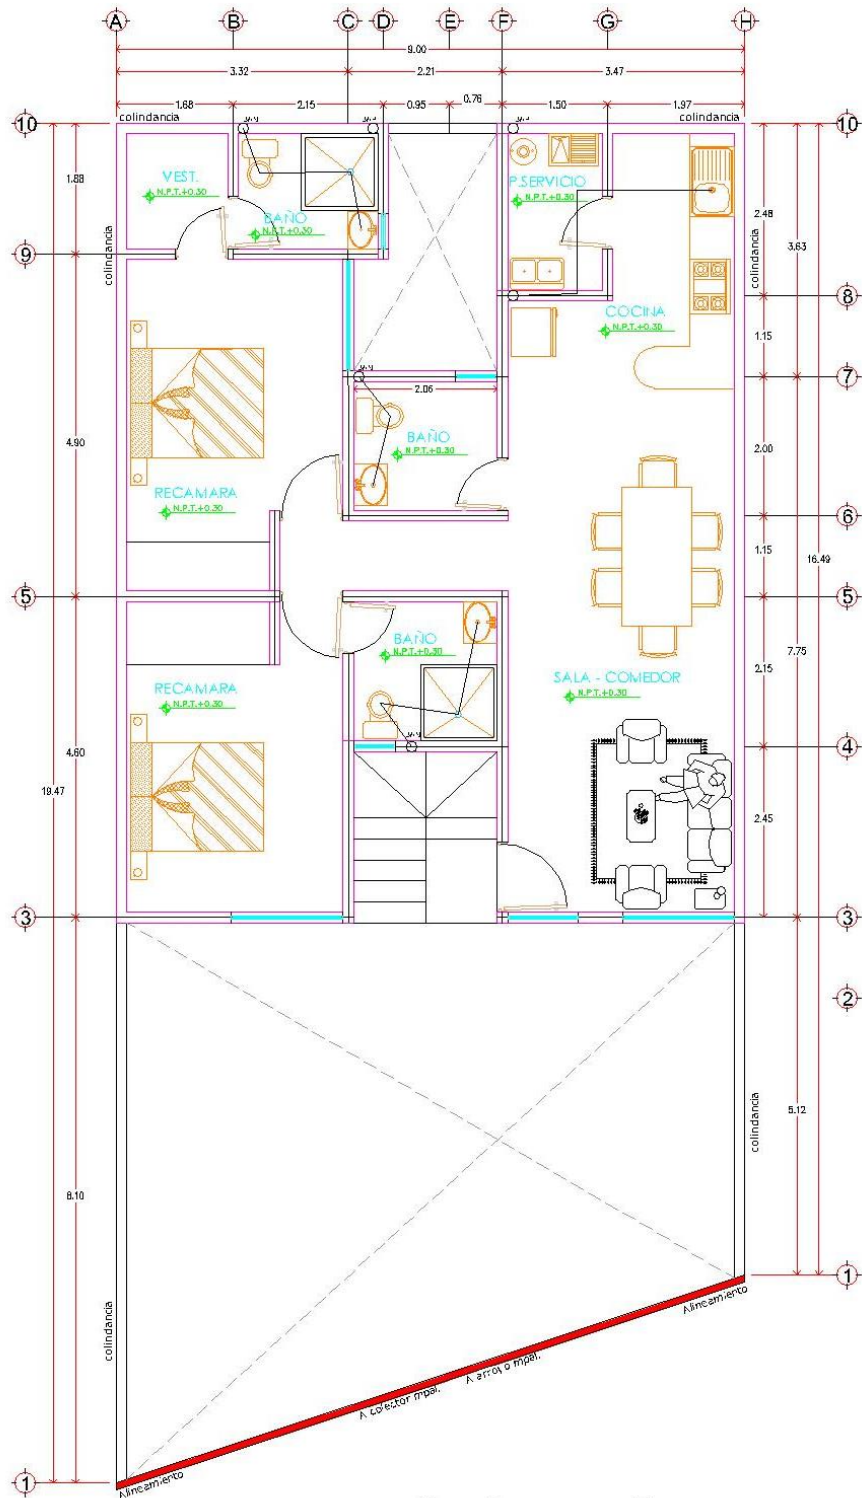 A B C D E F G H
9.00
3.32 2.21 3.47
1.68 2.15 0.95 0.76 1.50 1.97
colindancia colindancia
10 10
1.88
VEST.
N.P.T.+0.30
BAÑO
N.P.T.+0.30
P.SERVICIO
N.P.T.+0.30
2.48
3.63
colindancia
colindancia
9
8
COCINA
N.P.T.+0.30
1.15
7
2.06
4.90
BAÑO
N.P.T.+0.30
2.00
RECAMARA
N.P.T.+0.30
6
1.15
16.49
5 5
BAÑO
N.P.T.+0.30
2.15
7.75
SALA - COMEDOR
N.P.T.+0.30
RECAMARA
N.P.T.+0.30
4.60
4
19.47
2.45
3 3
2
5.12
colindancia
8.10
1
Alineamiento
colindancia
A arroyo mpal.
A colector mpal.
1
Alineamiento